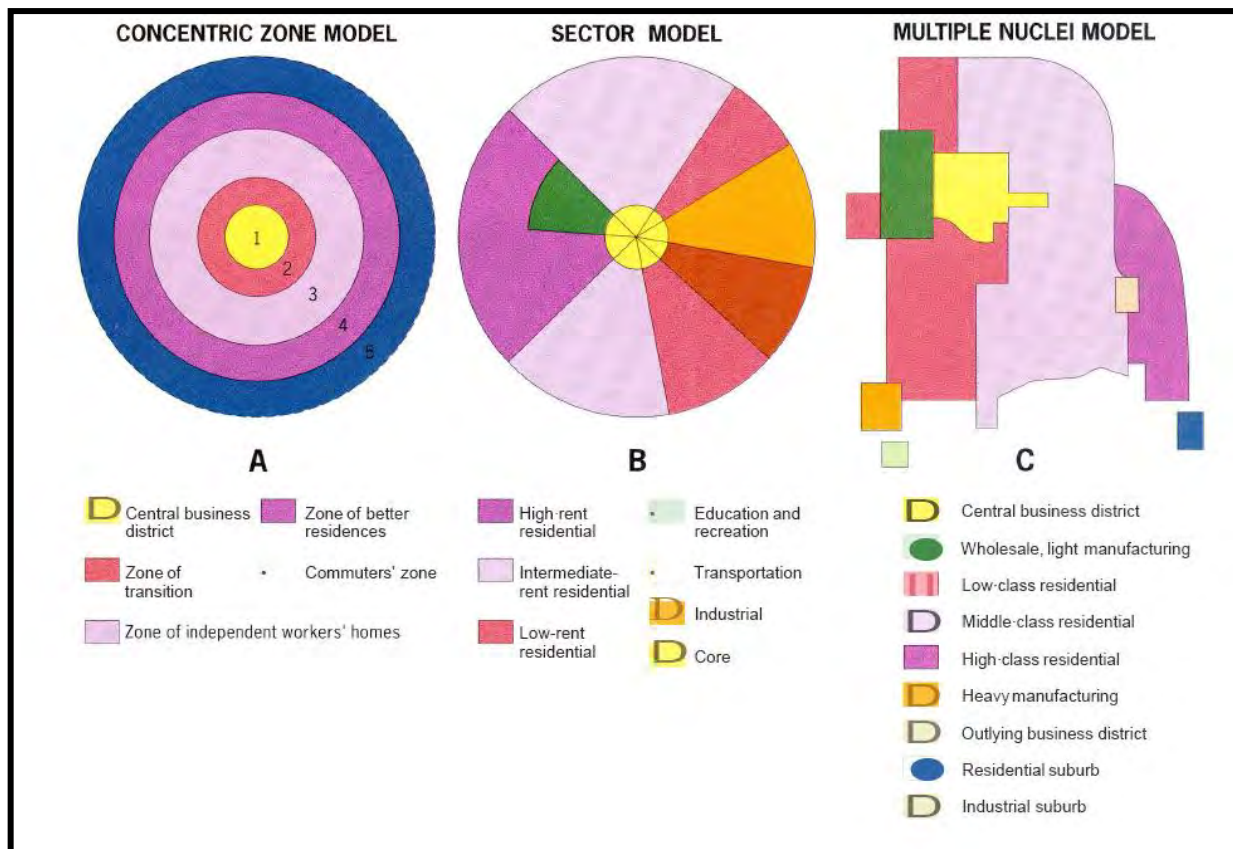 CONCENTRIC ZONE MODEL
SECTOR MODEL
MULTIPLE NUCLEI MODEL
1
2
3
4
5
A
B
C
D Central business
district
Zone of better
residences
Zone of
transition
Commuters' zone
Zone of independent workers' homes
High-rent
residential
Intermediate-
rent residential
Low-rent
residential
Education and
recreation
Transportation
D Industrial
D Core
D Central business district
Wholesale, light manufacturing
Low-class residential
D Middle-class residential
High-class residential
D Heavy manufacturing
D Outlying business district
Residential suburb
D Industrial suburb